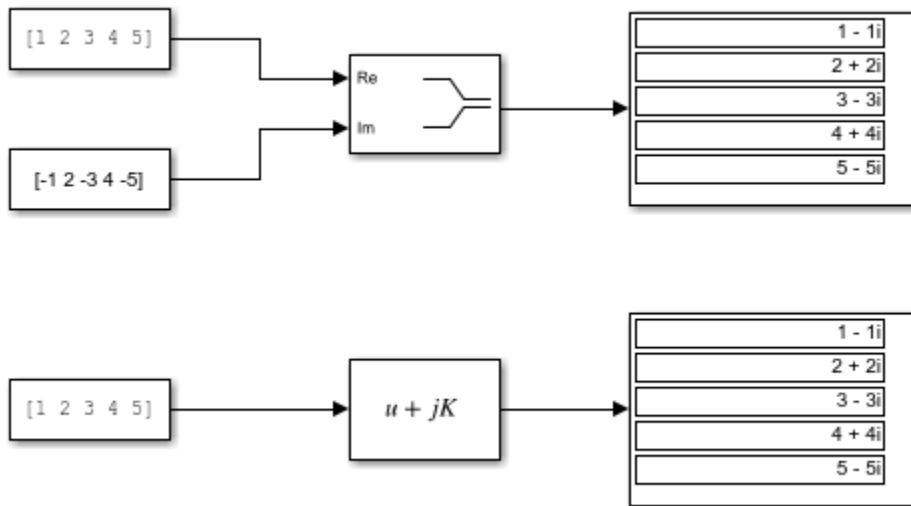 [1 2 3 4 5]
[-1 2 -3 4 -5]
Re
Im
1 - 1i
2 + 2i
3 - 3i
4 + 4i
5 - 5i
[1 2 3 4 5]
u + jK
1 - 1i
2 + 2i
3 - 3i
4 + 4i
5 - 5i